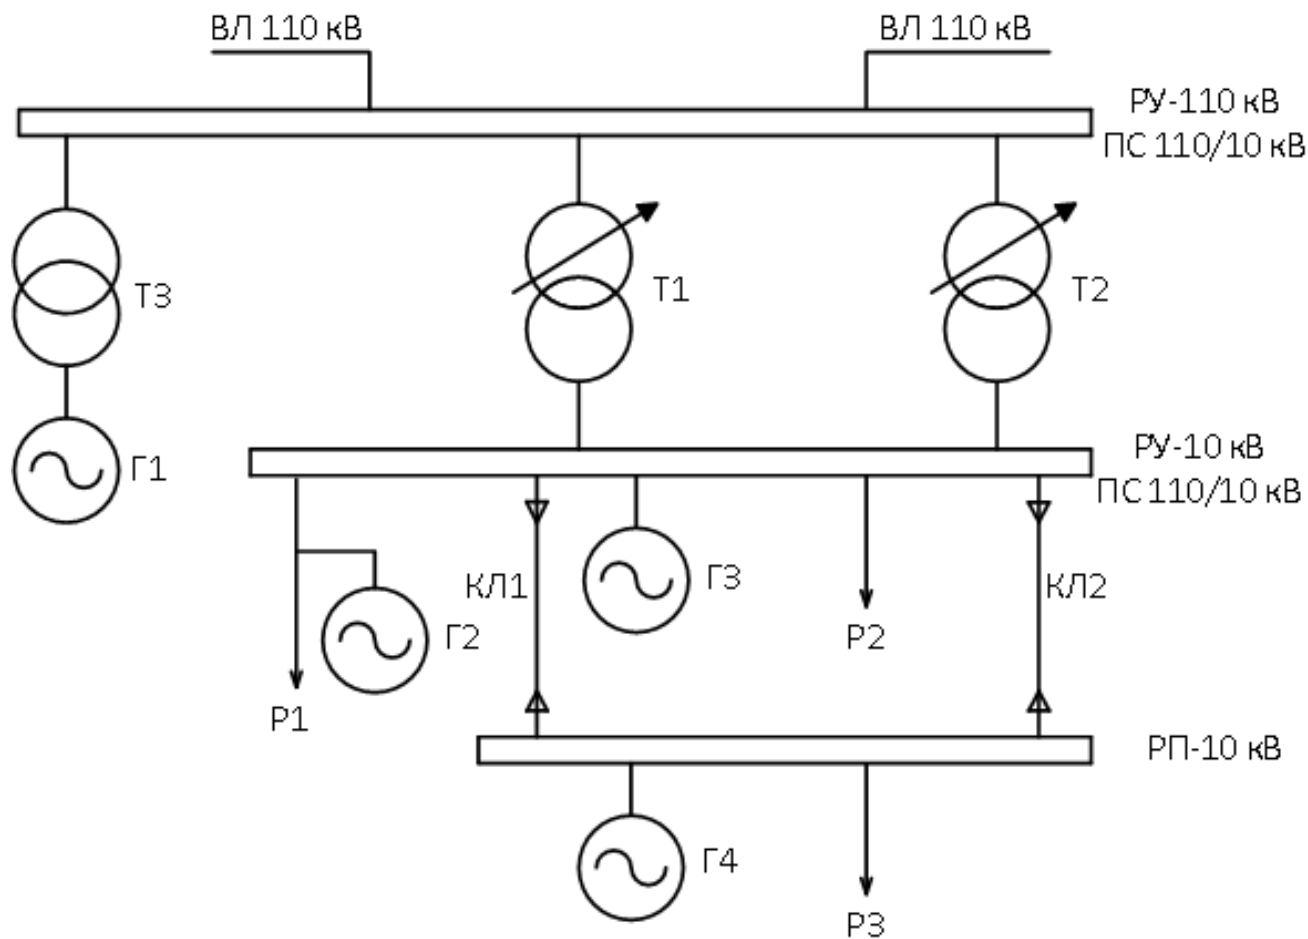 ВЛ 110 кВ
ВЛ 110 кВ
РУ-110 кВ
ПС 110/10 кВ
Т3
Т1
Т2
Г1
РУ-10 кВ
ПС 110/10 кВ
КЛ1
Г3
КЛ2
Г2
Р2
Р1
РП-10 кВ
Г4
Р3